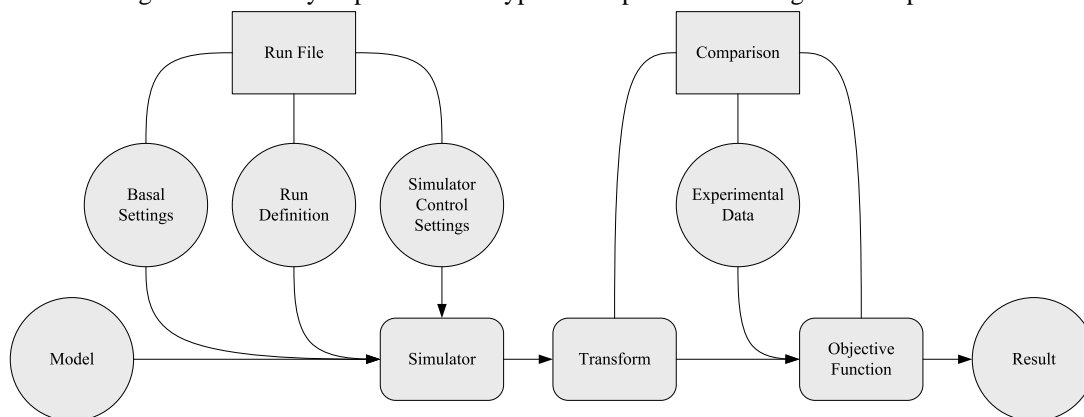 Run File
Comparison
Basal
Settings
Run
Definition
Simulator
Control
Settings
Experimental
Data
Model
Simulator
Transform
Objective
Function
Result